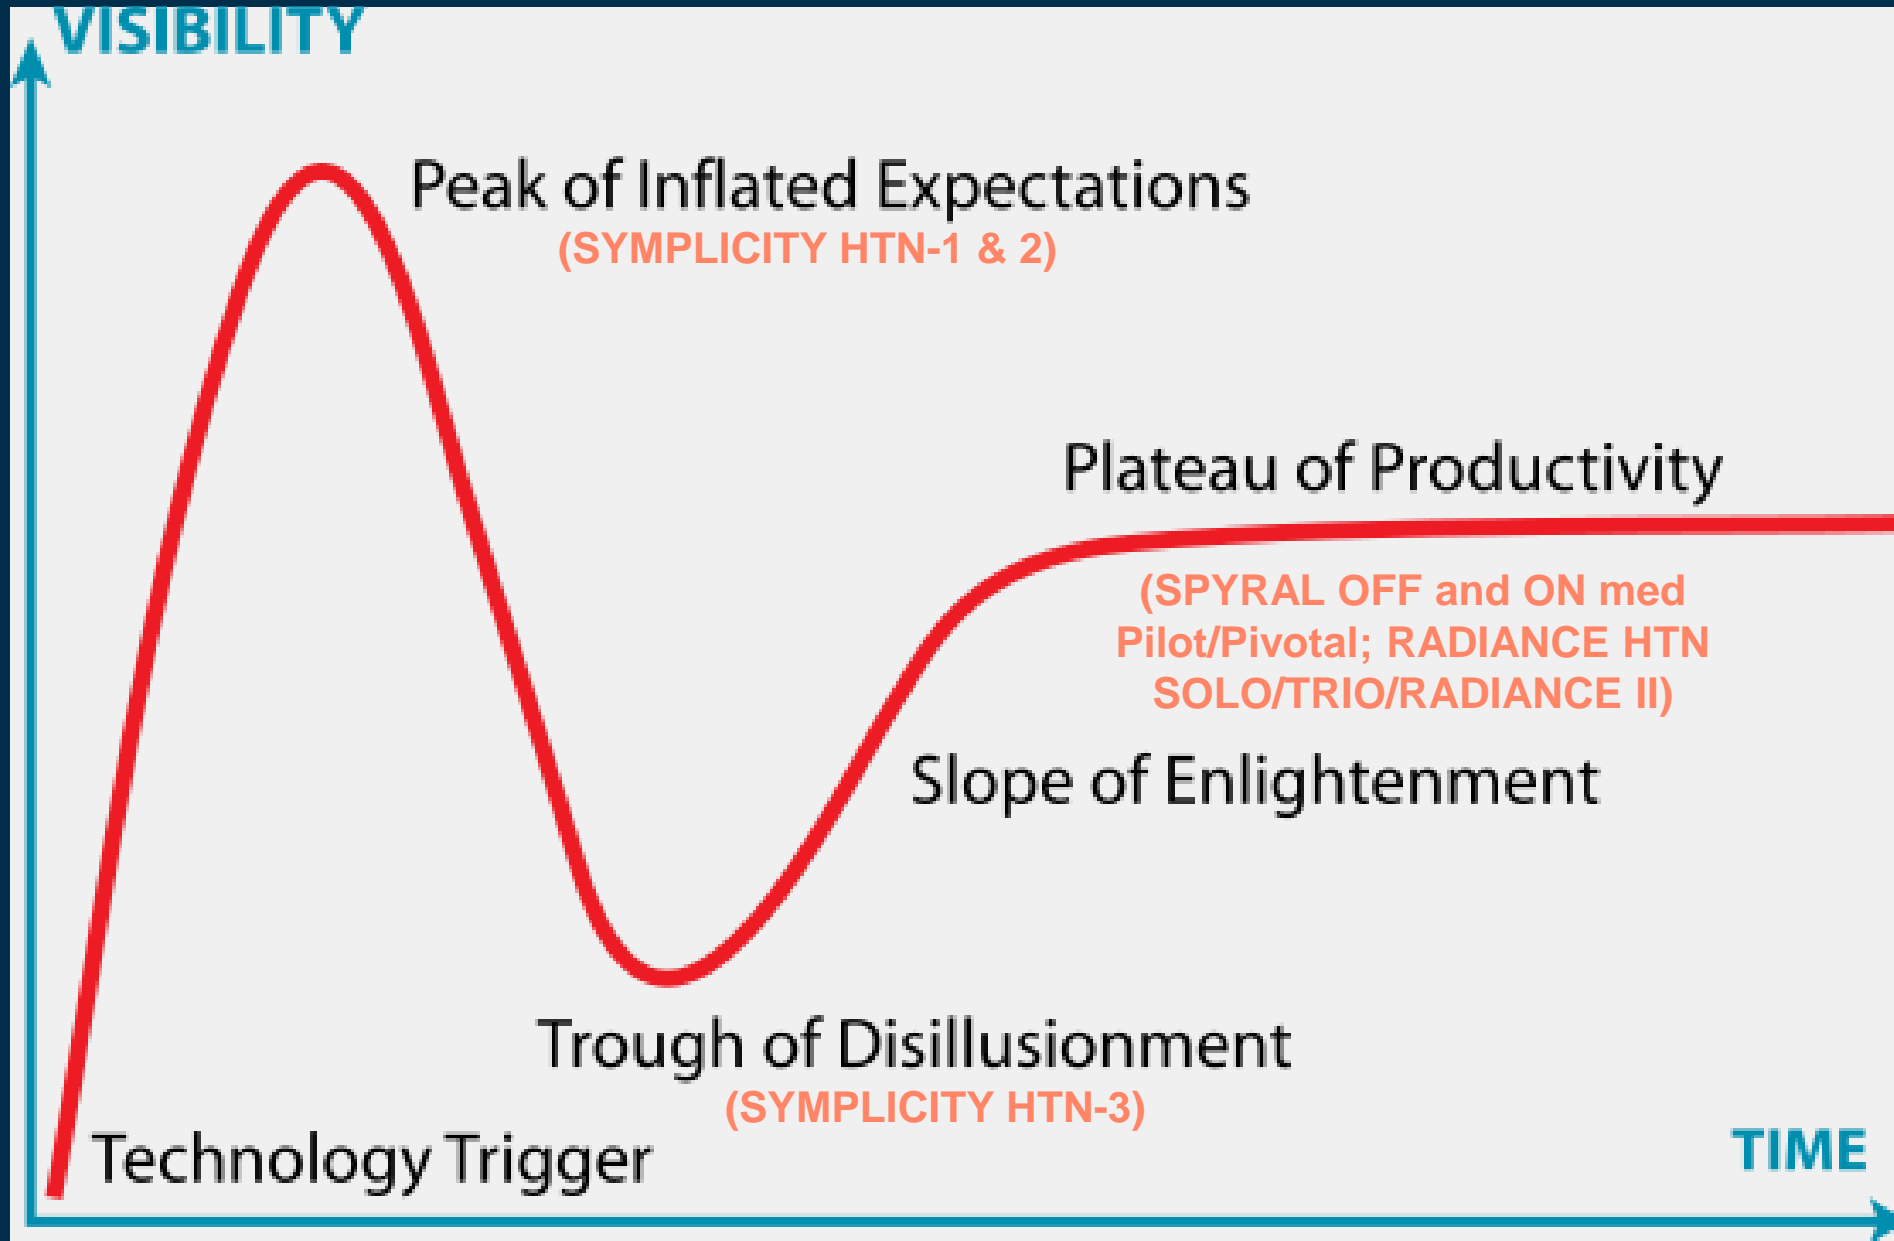 VISIBILITY
Peak of Inflated Expectations
(SYMPLICITY HTN-1 & 2)
Plateau of Productivity
(SPYRAL OFF and ON med
Pilot/Pivotal; RADIANCE HTN
SOLO/TRIO/RADIANCE II)
Slope of Enlightenment
Trough of Disillusionment
(SYMPLICITY HTN-3)
Technology Trigger
TIME